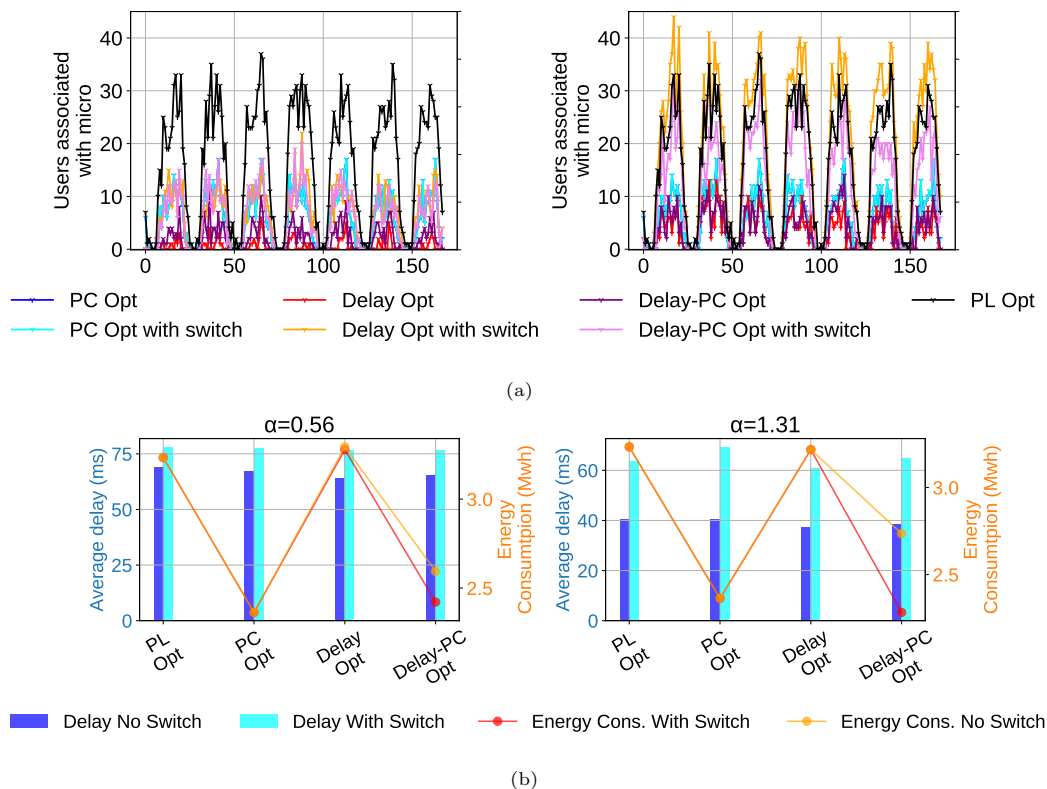 Users associated
with micro
40
30
20
10
0
0 50 100 150
Users associated
with micro
40
30
20
10
0
0 50 100 150
PC Opt
Delay Opt
Delay-PC Opt
PL Opt
PC Opt with switch
Delay Opt with switch
Delay-PC Opt with switch
(a)
α=0.56
Average delay (ms)
75
50
25
0
3.0
2.5
Energy
Consumtpion (Mwh)
PL
Opt
PC
Opt
Delay
Opt
Delay-PC
Opt
α=1.31
Average delay (ms)
60
40
20
0
3.0
2.5
Energy
Consumtpion (Mwh)
PL
Opt
PC
Opt
Delay
Opt
Delay-PC
Opt
Delay No Switch
Delay With Switch
Energy Cons. With Switch
Energy Cons. No Switch
(b)